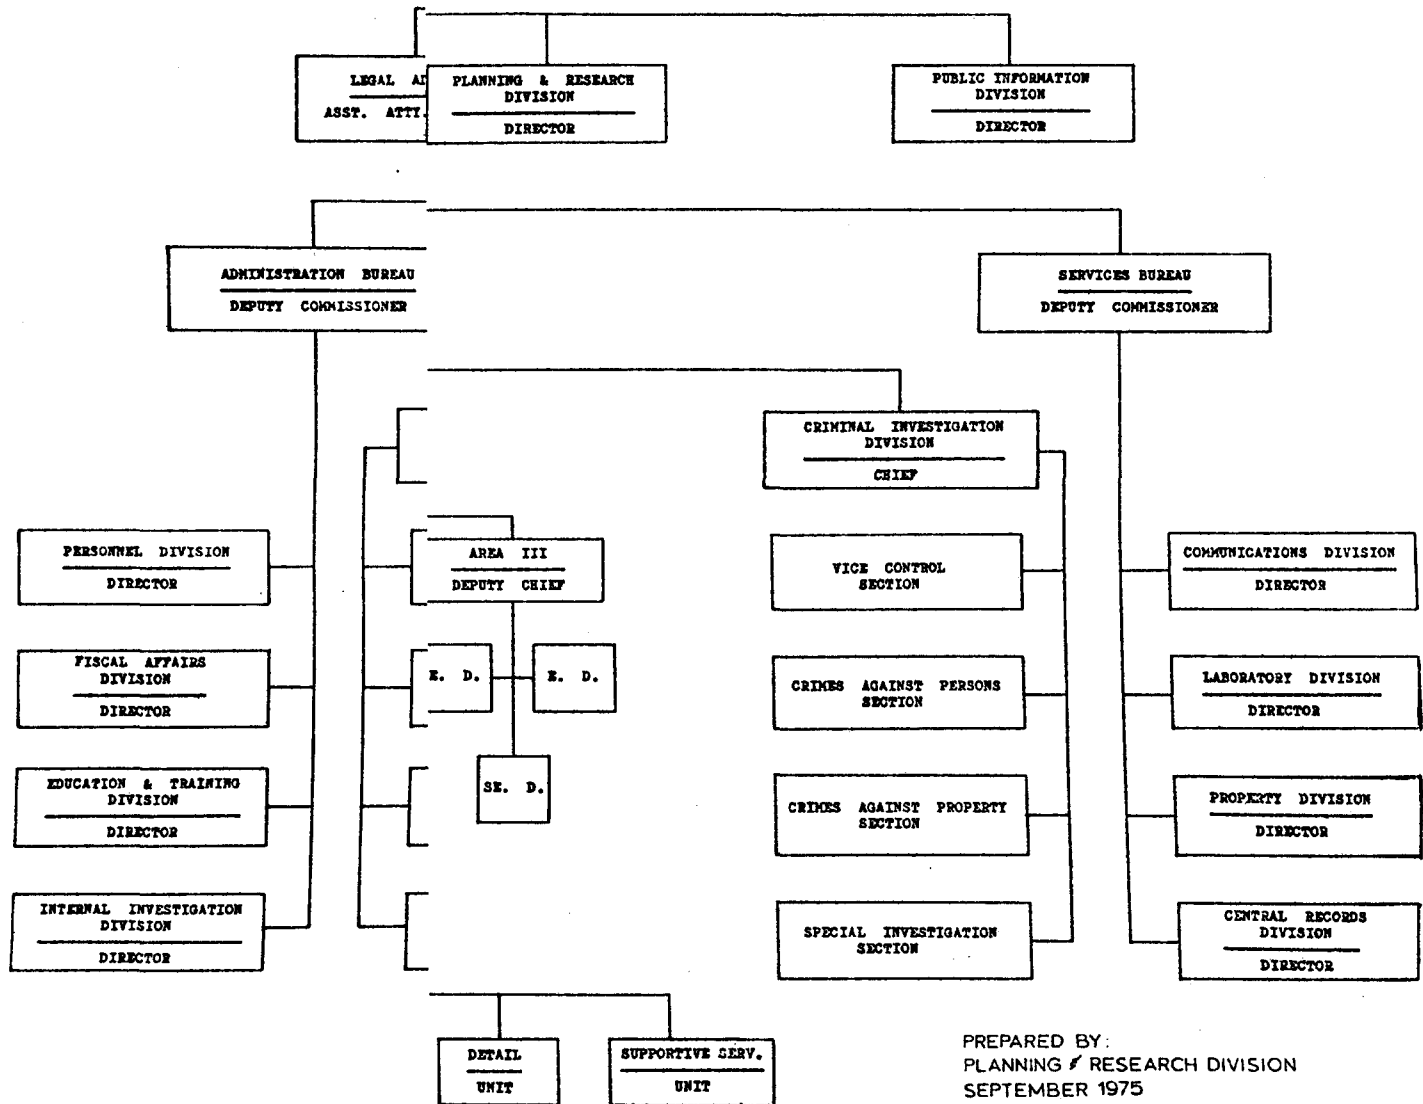 LEGAL
ASST. ATTY.
PLANNING & RESEARCH
DIVISION
DIRECTOR
PUBLIC INFORMATION
DIVISION
DIRECTOR
ADMINISTRATION BUREAU
DEPUTY COMMISSIONER
SERVICES BUREAU
DEPUTY COMMISSIONER
CRIMINAL INVESTIGATION
DIVISION
CHIEF
PERSONNEL DIVISION
DIRECTOR
AREA III
DEPUTY CHIEF
VICE CONTROL
SECTION
COMMUNICATIONS DIVISION
DIRECTOR
FISCAL AFFAIRS
DIVISION
DIRECTOR
E. D.
E. D.
CRIMES AGAINST PERSONS
SECTION
LABORATORY DIVISION
DIRECTOR
EDUCATION & TRAINING
DIVISION
DIRECTOR
SE. D.
CRIMES AGAINST PROPERTY
SECTION
PROPERTY DIVISION
DIRECTOR
INTERNAL INVESTIGATION
DIVISION
DIRECTOR
SPECIAL INVESTIGATION
SECTION
CENTRAL RECORDS
DIVISION
DIRECTOR
DETAIL
UNIT
SUPPORTIVE SERV.
UNIT
PREPARED BY:
PLANNING & RESEARCH DIVISION
SEPTEMBER 1975